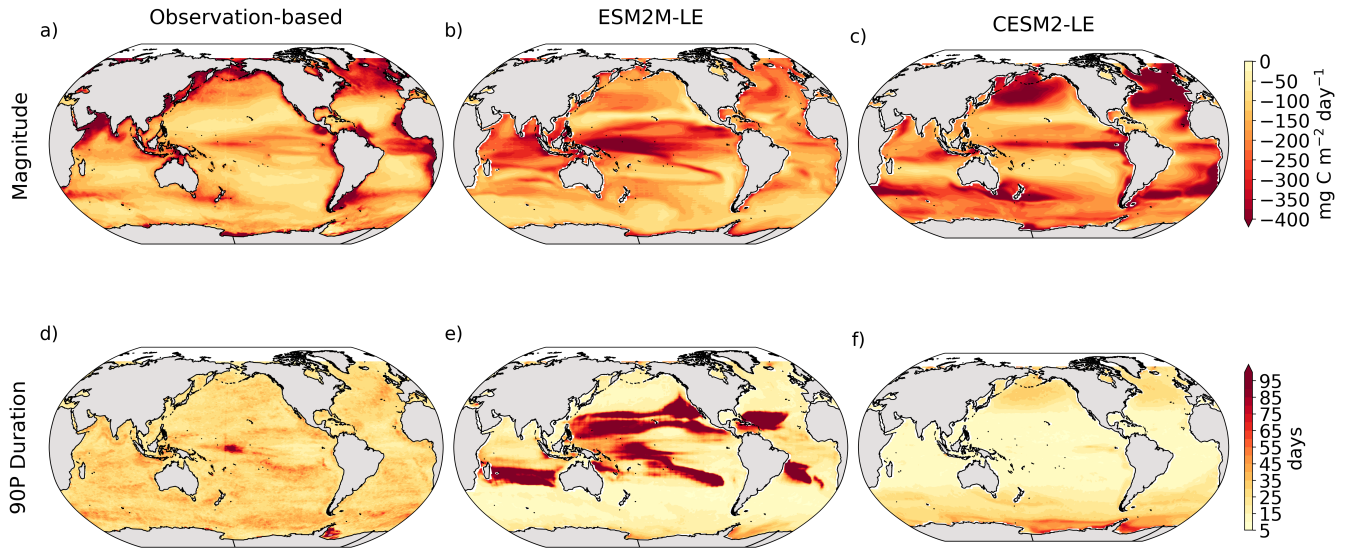 Observation-based
ESM2M-LE
CESM2-LE
a)
b)
c)
Magnitude
0
−50
−100
−150
−200
−250
−300
−350
−400
mg C m⁻² day⁻¹
d)
e)
f)
90P Duration
95
85
75
65
55
45
35
25
15
5
days